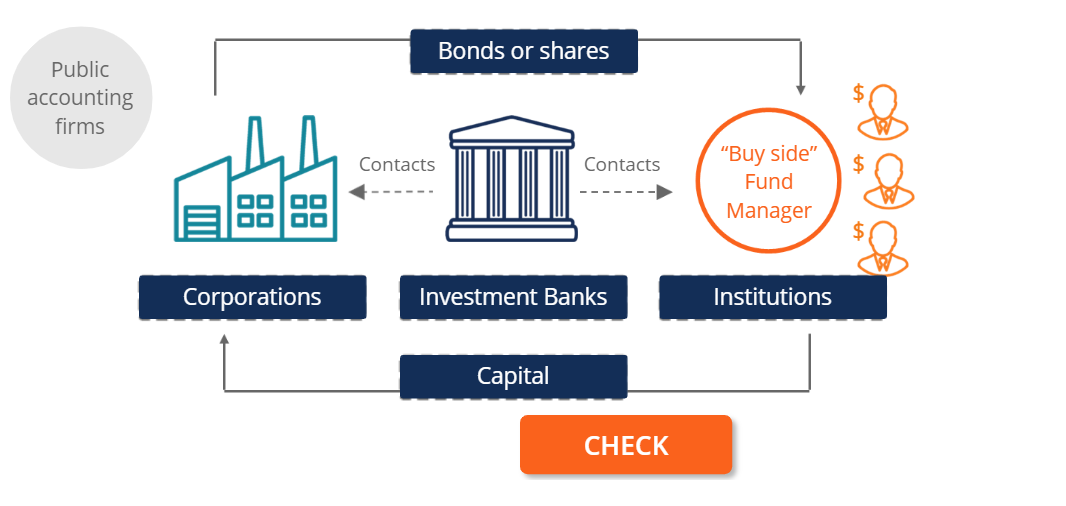 Bonds or shares
Public
accounting
firms
$
Contacts
Contacts
“Buy side”
Fund
Manager
$
$
Corporations
Investment Banks
Institutions
Capital
CHECK